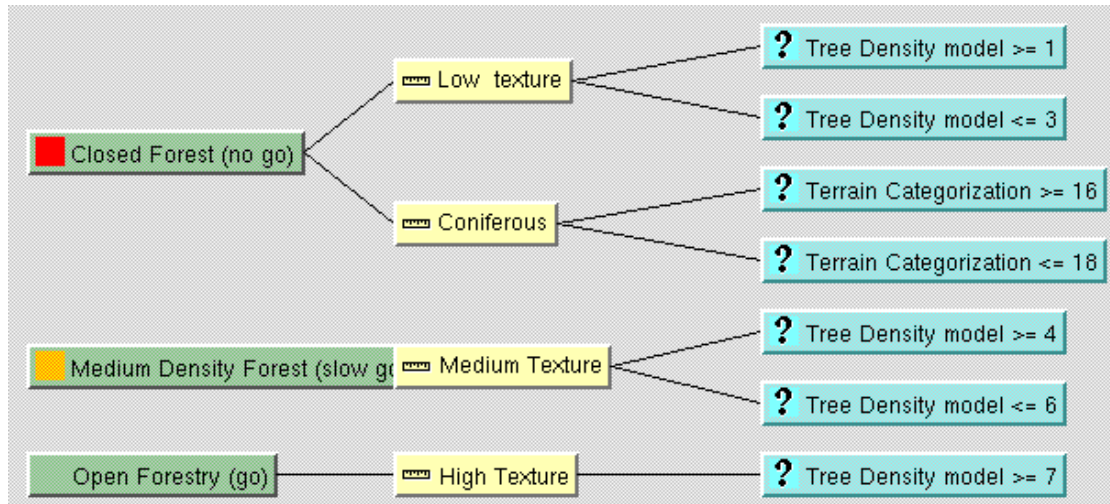 Closed Forest (no go)
Low texture
Tree Density model >= 1
Tree Density model <= 3
Coniferous
Terrain Categorization >= 16
Terrain Categorization <= 18
Medium Density Forest (slow go
Medium Texture
Tree Density model >= 4
Tree Density model <= 6
Open Forestry (go)
High Texture
Tree Density model >= 7